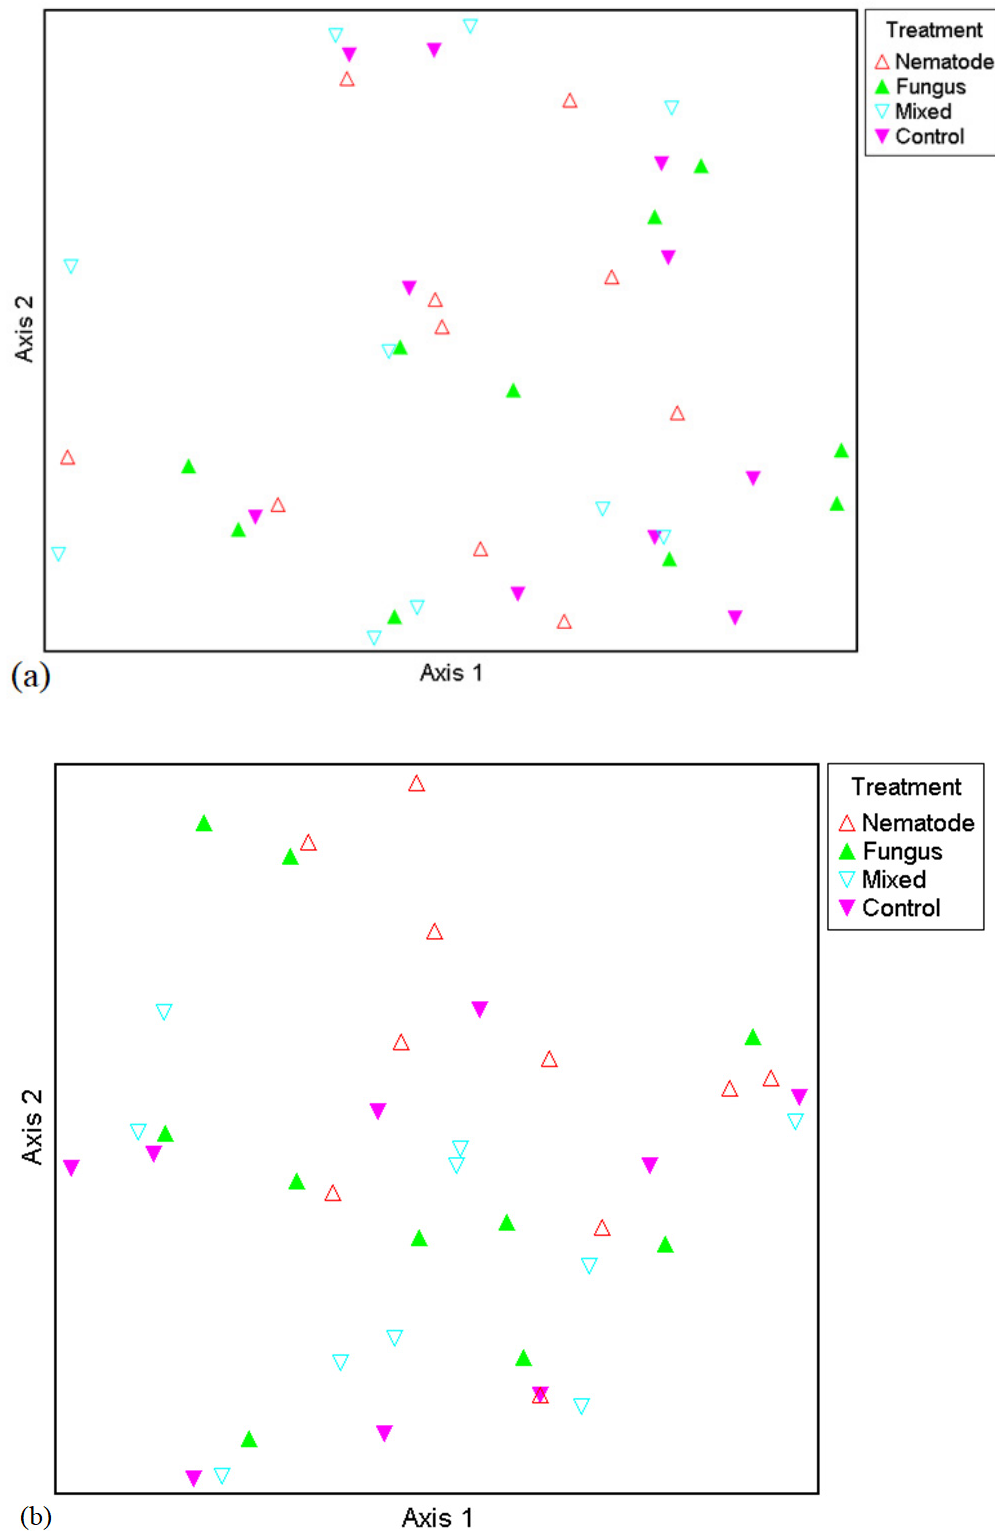 Treatment
Nematode
Fungus
Mixed
Control
Axis 2
Axis 1
(a)
Treatment
Nematode
Fungus
Mixed
Control
Axis 2
Axis 1
(b)